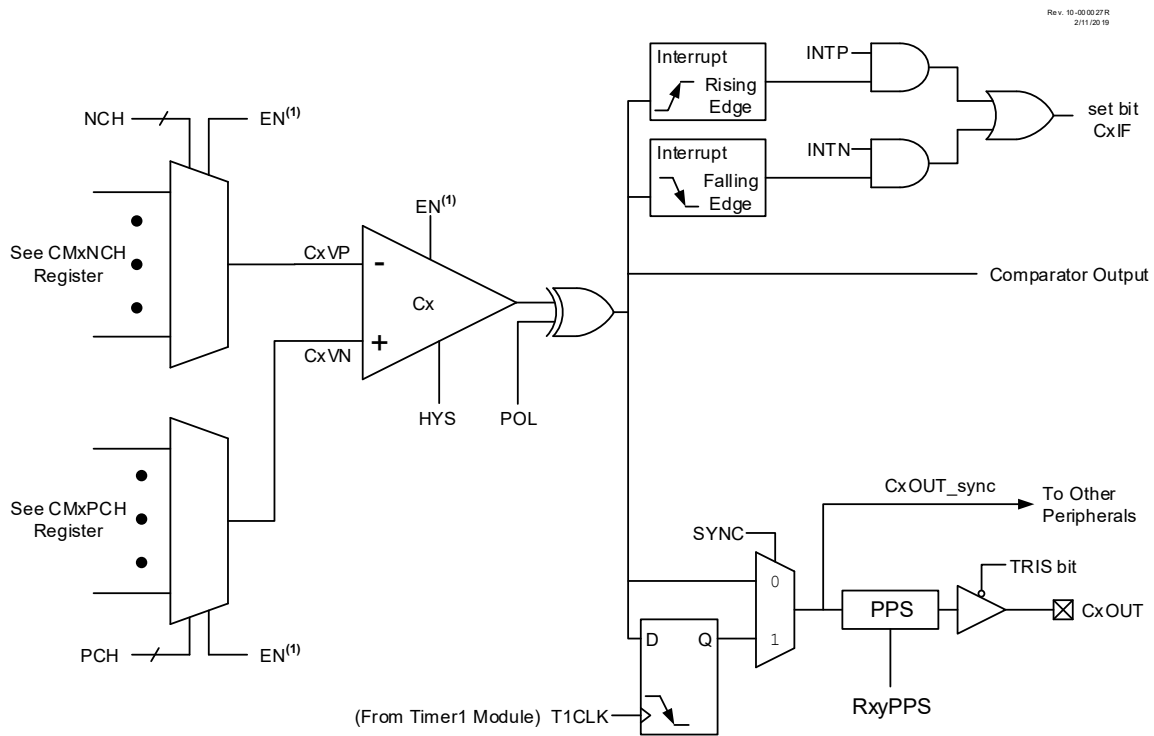 Rev. 10-000027R
2/11/2019
Interrupt
Rising
Edge
INTP
set bit
CxIF
Interrupt
Falling
Edge
INTN
NCH
EN(1)
See CMxNCH
Register
CxVP
EN(1)
-
Cx
+
CxVN
HYS
POL
Comparator Output
See CMxPCH
Register
PCH
EN(1)
CxOUT_sync
To Other
Peripherals
SYNC
0
1
TRIS bit
PPS
CxOUT
RxyPPS
D
Q
(From Timer1 Module) T1CLK